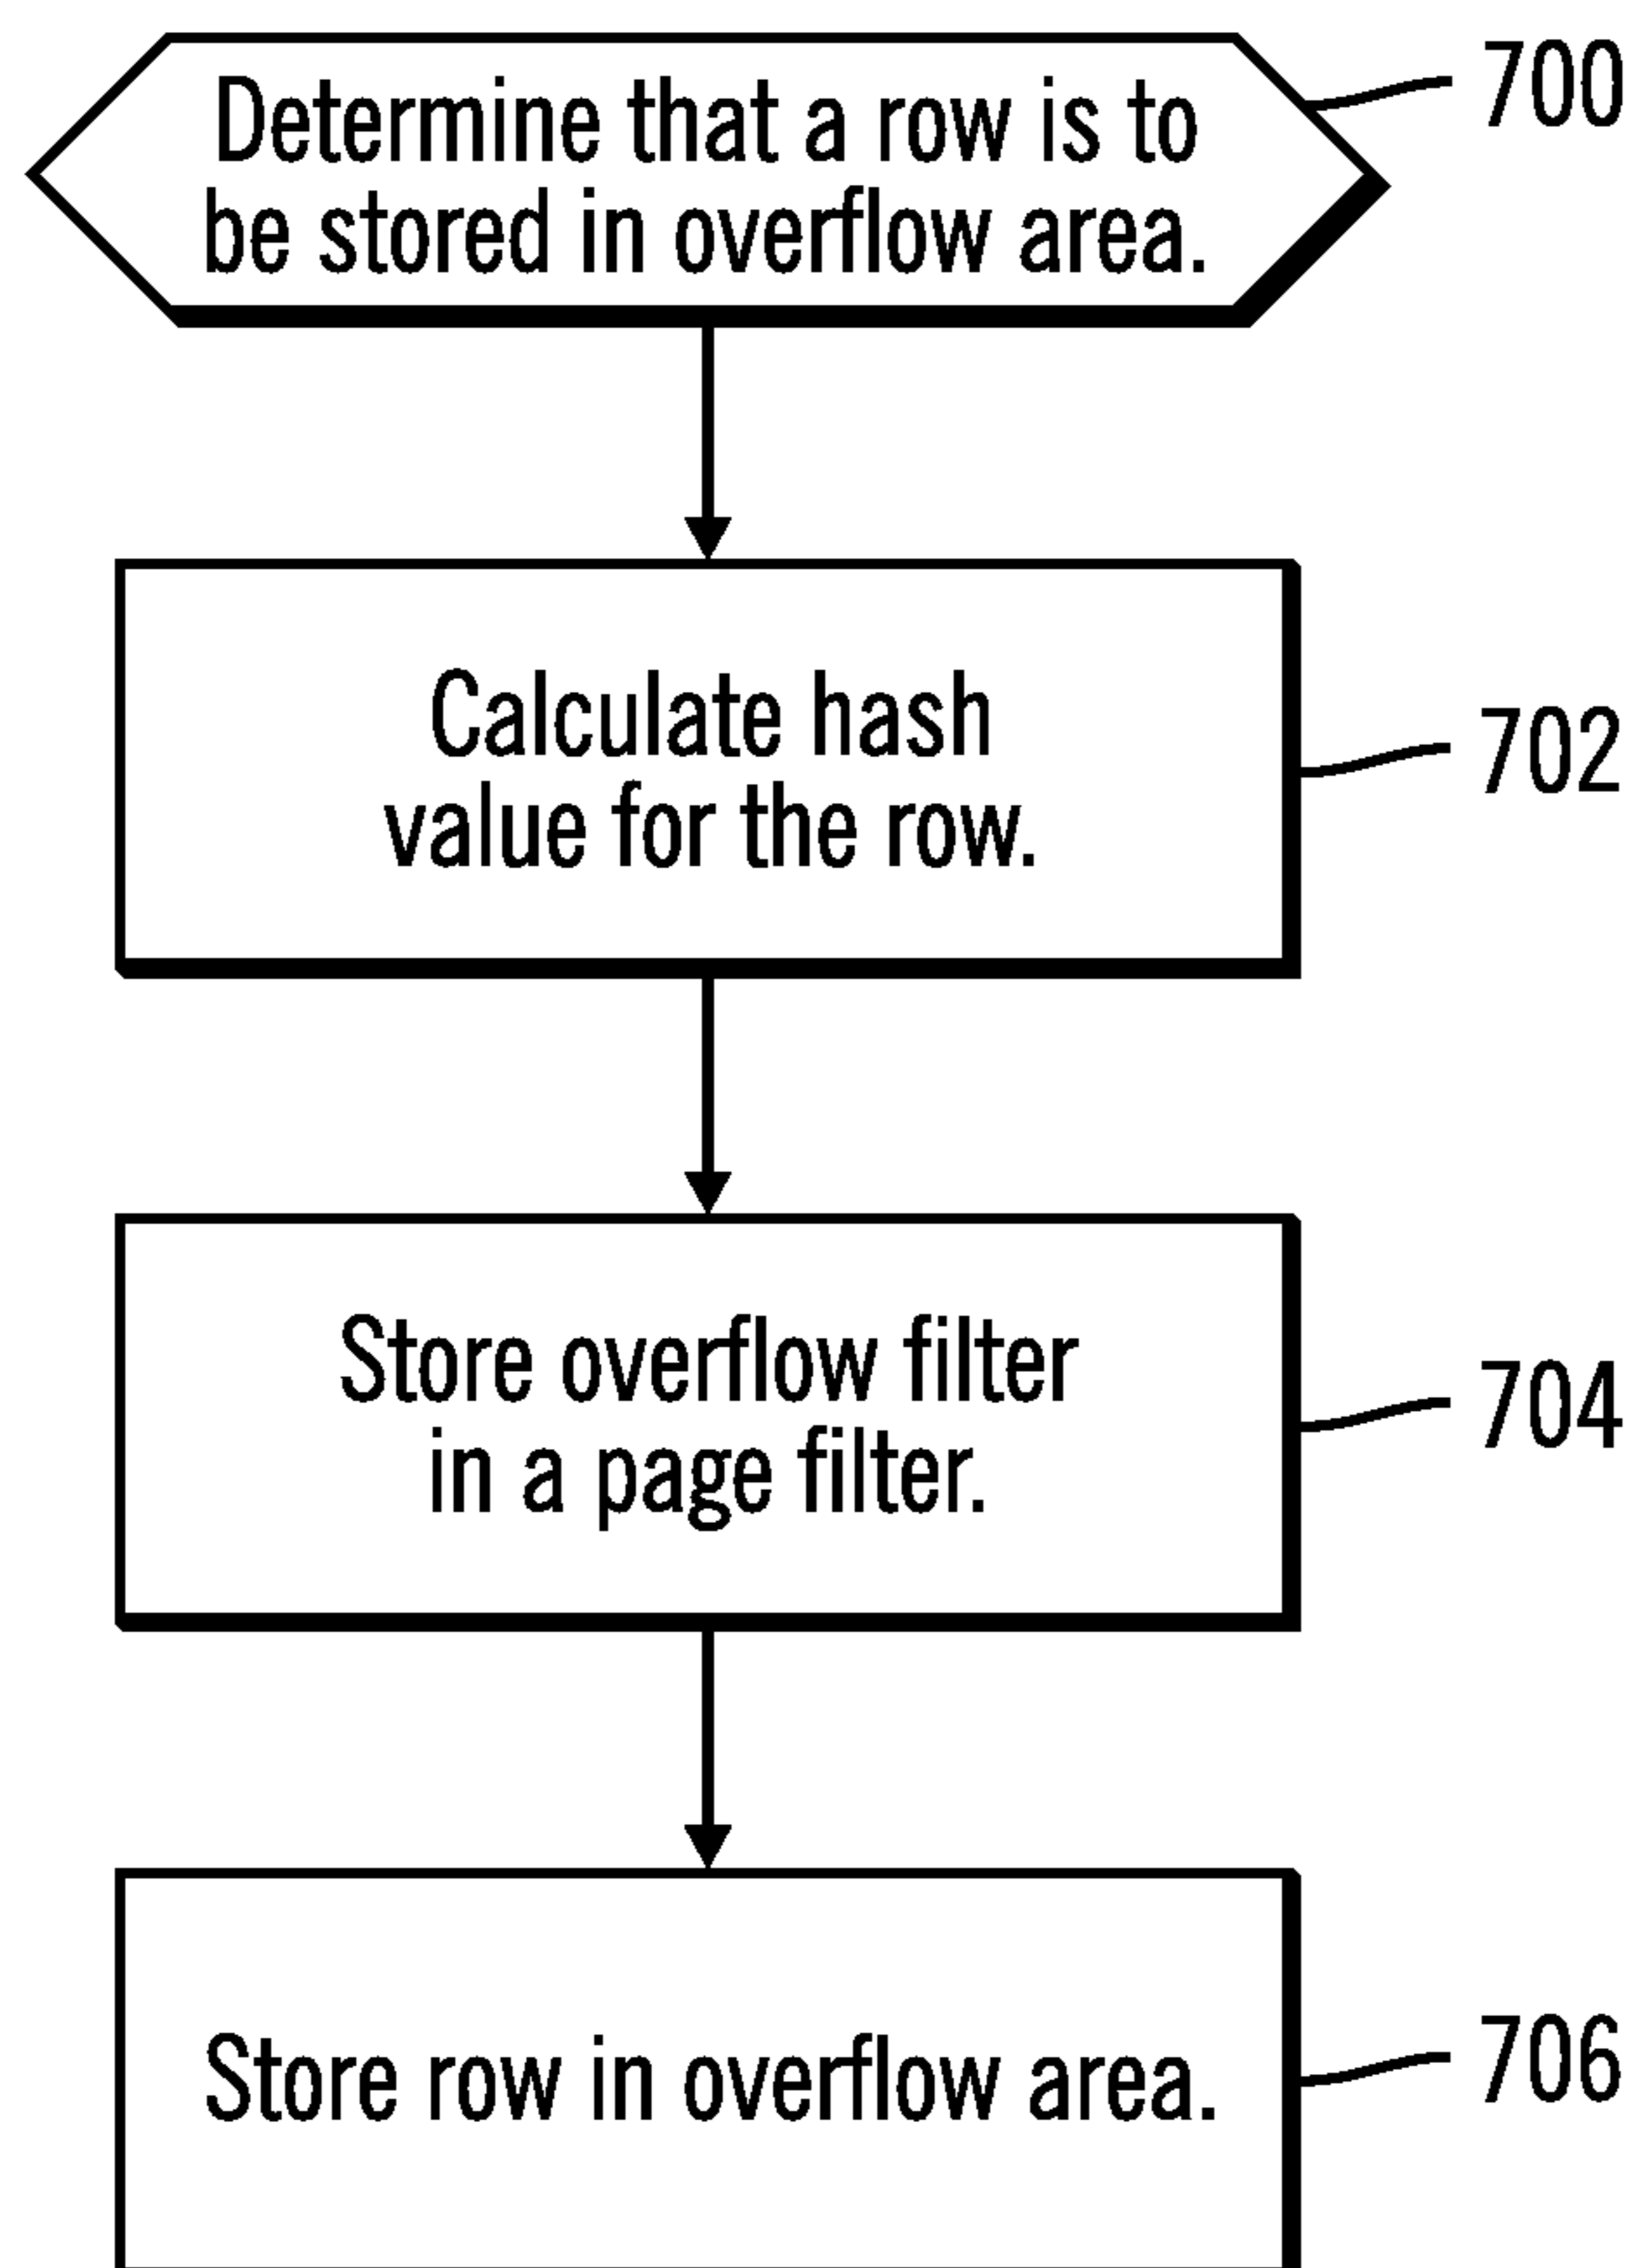 Determine that a row is to
be stored in overflow area.
700
Calculate hash
value for the row.
702
Store overflow filter
in a page filter.
704
Store row in overflow area.
706